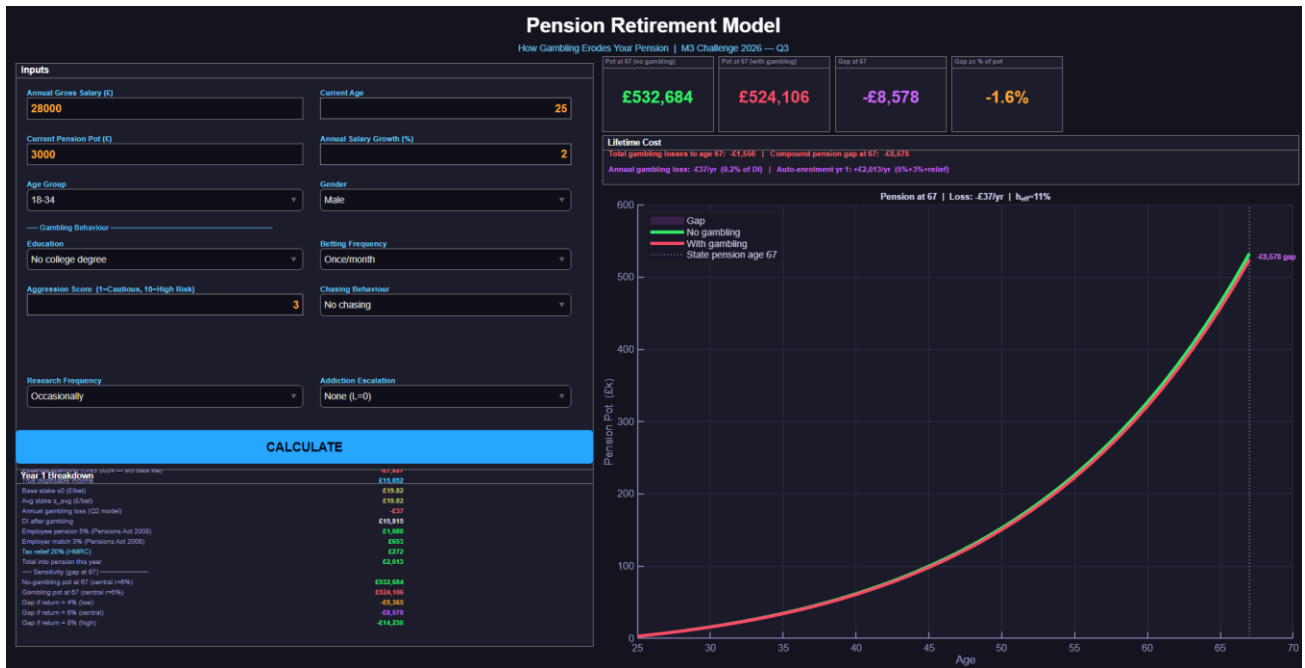 Pension Retirement Model
How Gambling Erodes Your Pension | M3 Challenge 2026 — Q3
Inputs
Annual Gross Salary (£)
28000
Current Age
25
Current Pension Pot (£)
3000
Annual Salary Growth (%)
2
Age Group
18-34
Gender
Male
---- Gambling Behaviour
Education
No college degree
Betting Frequency
Once/month
Aggression Score (1=Cautious, 10=High Risk)
3
Chasing Behaviour
No chasing
Research Frequency
Occasionally
Addiction Escalation
None (L=0)
CALCULATE
Year 1 Breakdown
True disposable income £15,852
Base stake s0 (£/bet) £19.82
Avg stake s_avg (£/bet) £19.82
Annual gambling loss (Q2 model) -£37
DI after gambling £15,815
Employee pension 5% (Pensions Act 2008) £1,088
Employer match 3% (Pensions Act 2008) £653
Tax relief 20% (HMRC) £272
Total into pension this year £2,013
---- Sensitivity (gap at 67)
No-gambling pot at 67 (central r=6%) £532,684
Gambling pot at 67 (central r=6%) £524,106
Gap if return = 4% (low) -£5,365
Gap if return = 6% (central) -£8,578
Gap if return = 8% (high) -£14,230
Pot at 67 (no gambling)
£532,684
Pot at 67 (with gambling)
£524,106
Gap at 67
-£8,578
Gap as % of pot
-1.6%
Lifetime Cost
Total gambling losses to age 67: -£1,556 | Compound pension gap at 67: -£8,578
Annual gambling loss: -£37/yr (0.2% of DI) | Auto-enrolment yr 1: +£2,013/yr (5%+3%+relief)
Pension at 67 | Loss: -£37/yr | heff=11%
Gap
No gambling
With gambling
State pension age 67
-£8,578 gap
Pension Pot (£k)
600
500
400
300
200
100
0
25 30 35 40 45 50 55 60 65 70
Age